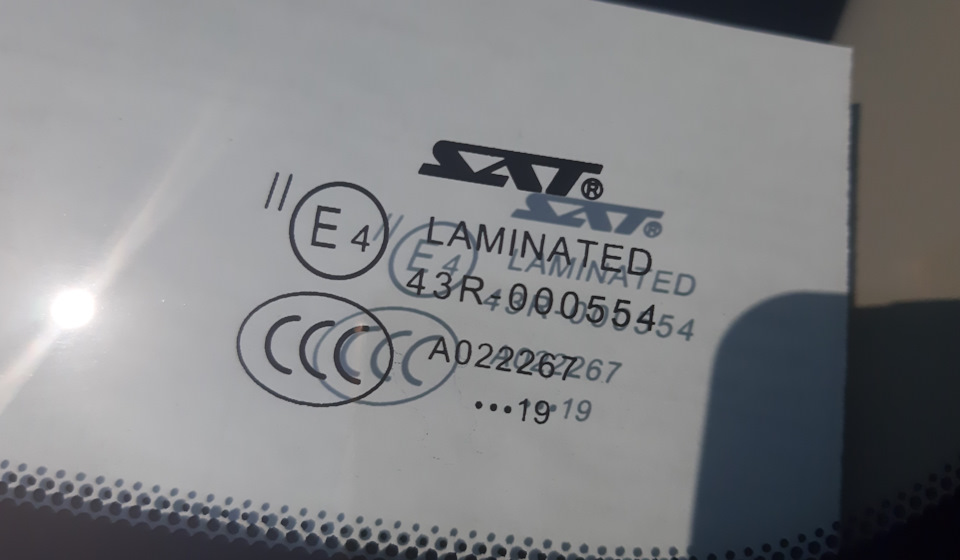 SAT®
//
E4
LAMINATED
43R-000554
CCC
A022267
•••19